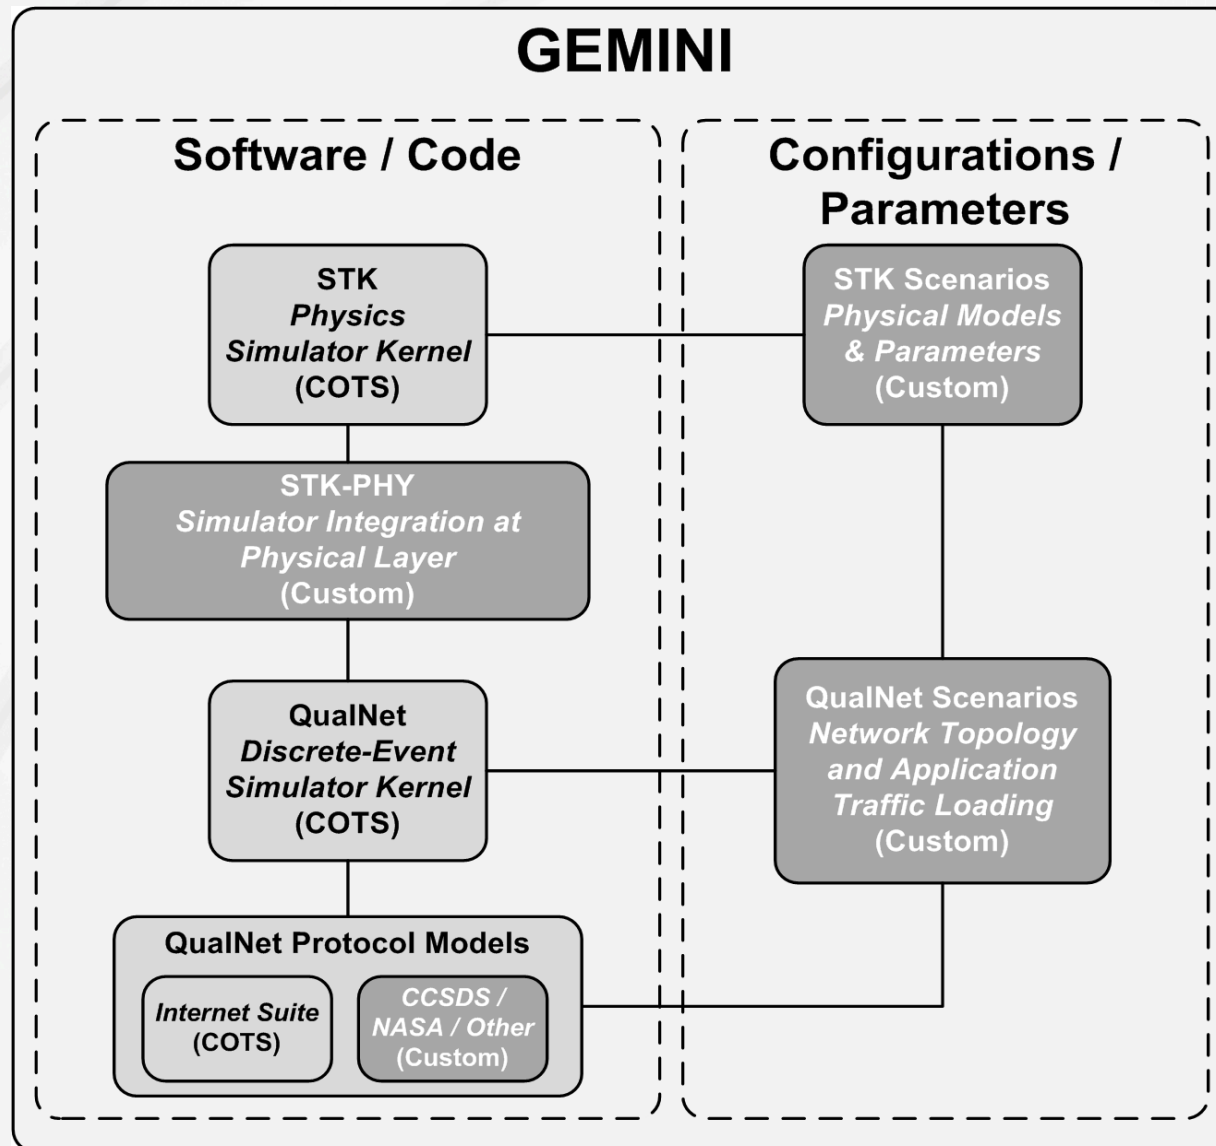 GEMINI
Software / Code
STK
Physics
Simulator Kernel
(COTS)
STK-PHY
Simulator Integration at
Physical Layer
(Custom)
QualNet
Discrete-Event
Simulator Kernel
(COTS)
QualNet Protocol Models
Internet Suite
(COTS)
CCSDS /
NASA / Other
(Custom)
Configurations /
Parameters
STK Scenarios
Physical Models
& Parameters
(Custom)
QualNet Scenarios
Network Topology
and Application
Traffic Loading
(Custom)